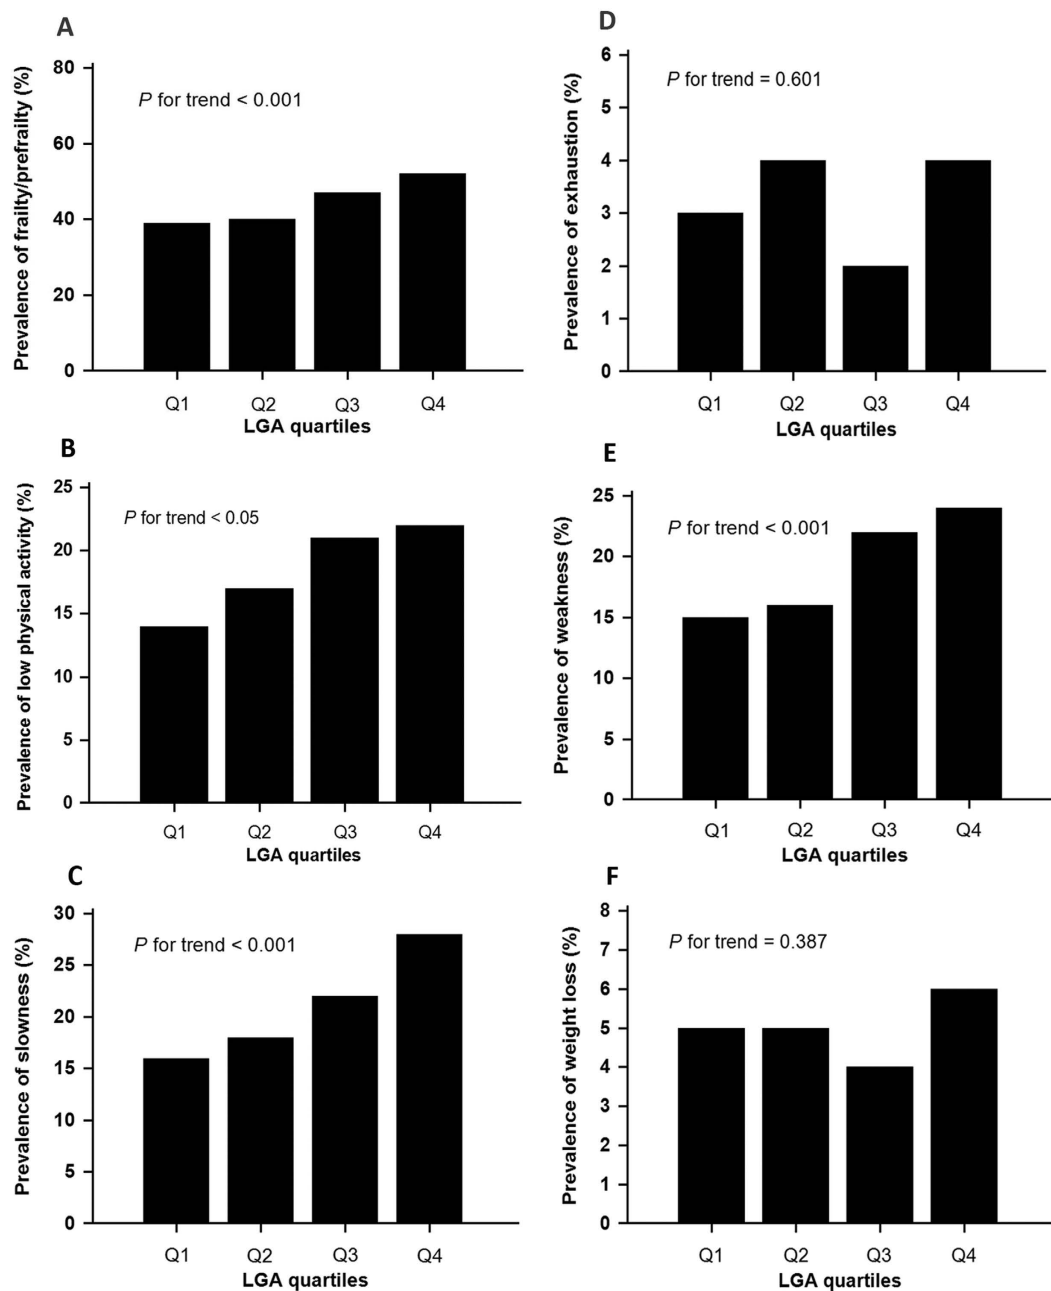 A
Prevalence of frailty/prefrailty (%)
80
60
40
20
0
P for trend < 0.001
Q1 Q2 Q3 Q4
LGA quartiles
D
Prevalence of exhaustion (%)
6
5
4
3
2
1
0
P for trend = 0.601
Q1 Q2 Q3 Q4
LGA quartiles
B
Prevalence of low physical activity (%)
25
20
15
10
5
0
P for trend < 0.05
Q1 Q2 Q3 Q4
LGA quartiles
E
Prevalence of weakness (%)
25
20
15
10
5
0
P for trend < 0.001
Q1 Q2 Q3 Q4
LGA quartiles
C
Prevalence of slowness (%)
30
25
20
15
10
5
0
P for trend < 0.001
Q1 Q2 Q3 Q4
LGA quartiles
F
Prevalence of weight loss (%)
8
7
6
5
4
3
2
1
0
P for trend = 0.387
Q1 Q2 Q3 Q4
LGA quartiles